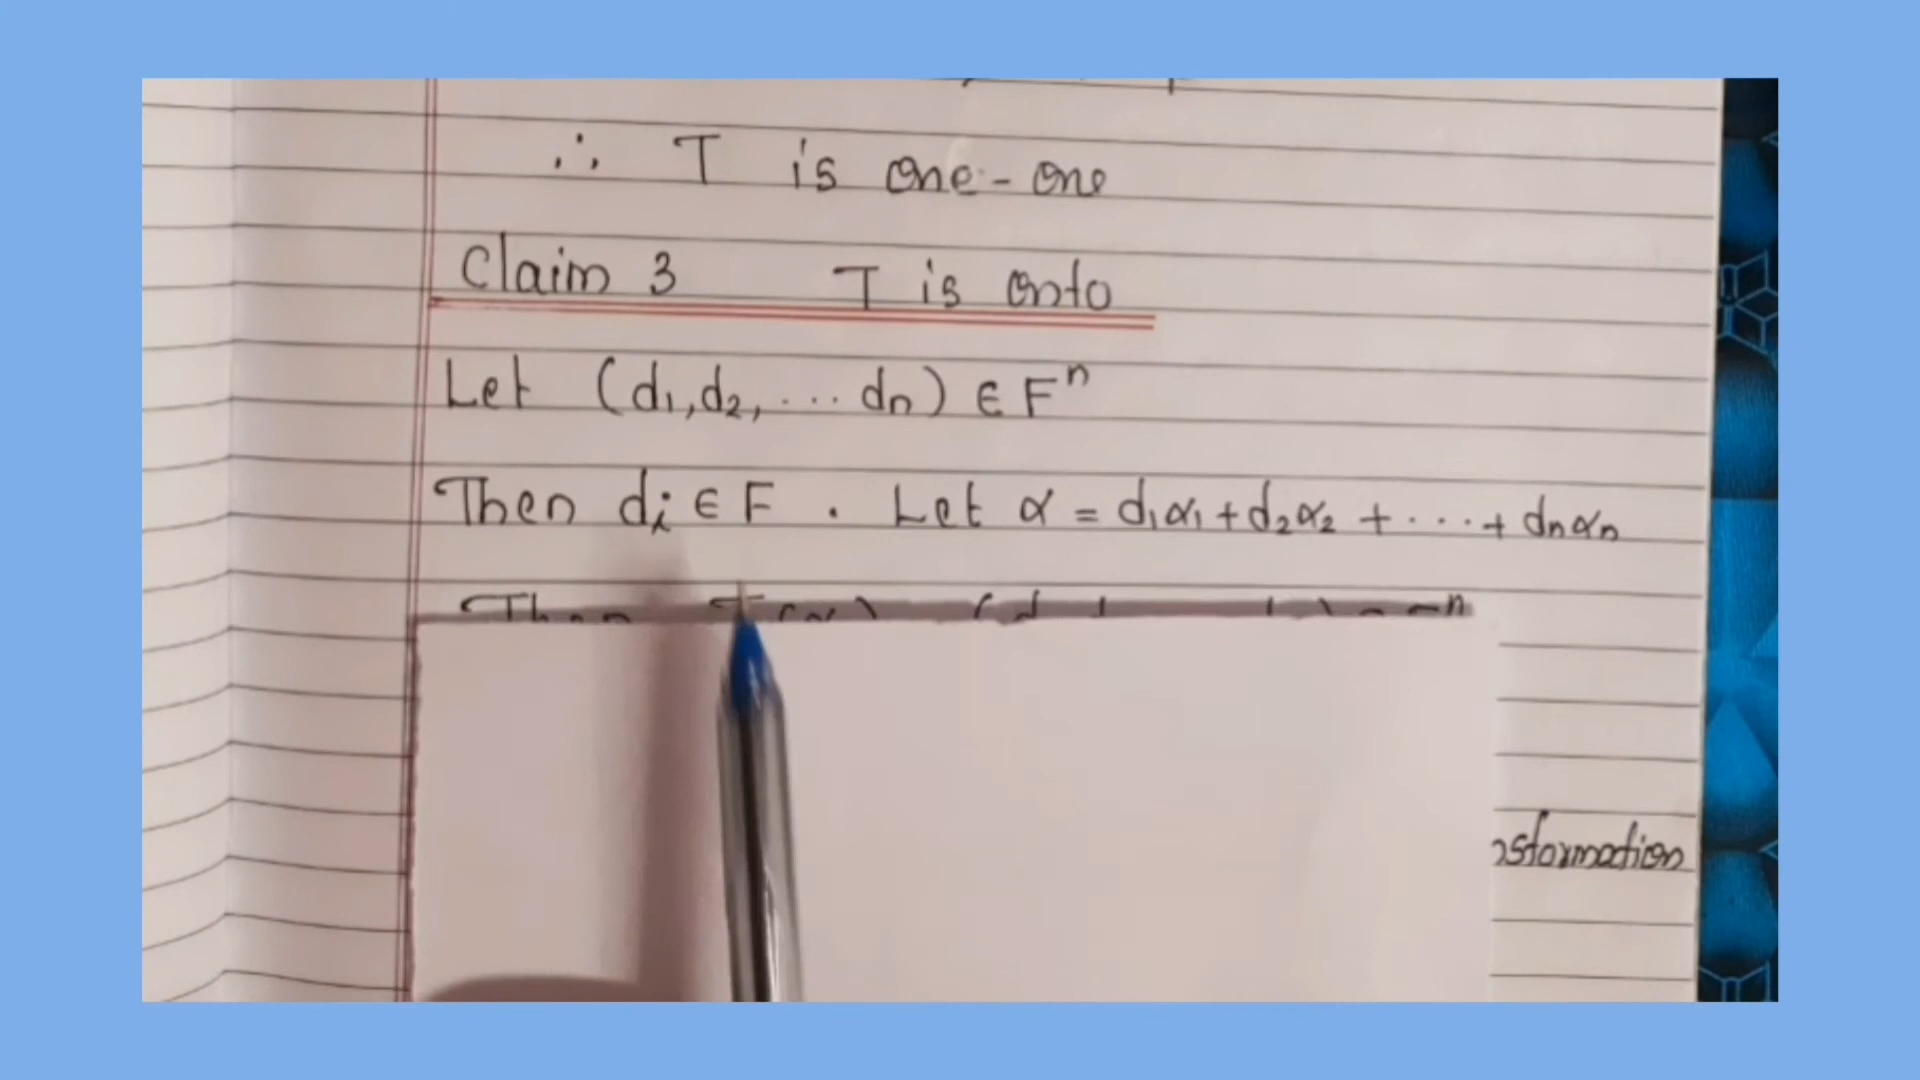 ∴ T is one-one
Claim 3 T is onto
Let (d₁,d₂, ... dₙ) ∈ Fⁿ
Then dᵢ ∈ F . Let α = d₁α₁ + d₂α₂ + ... + dₙαₙ